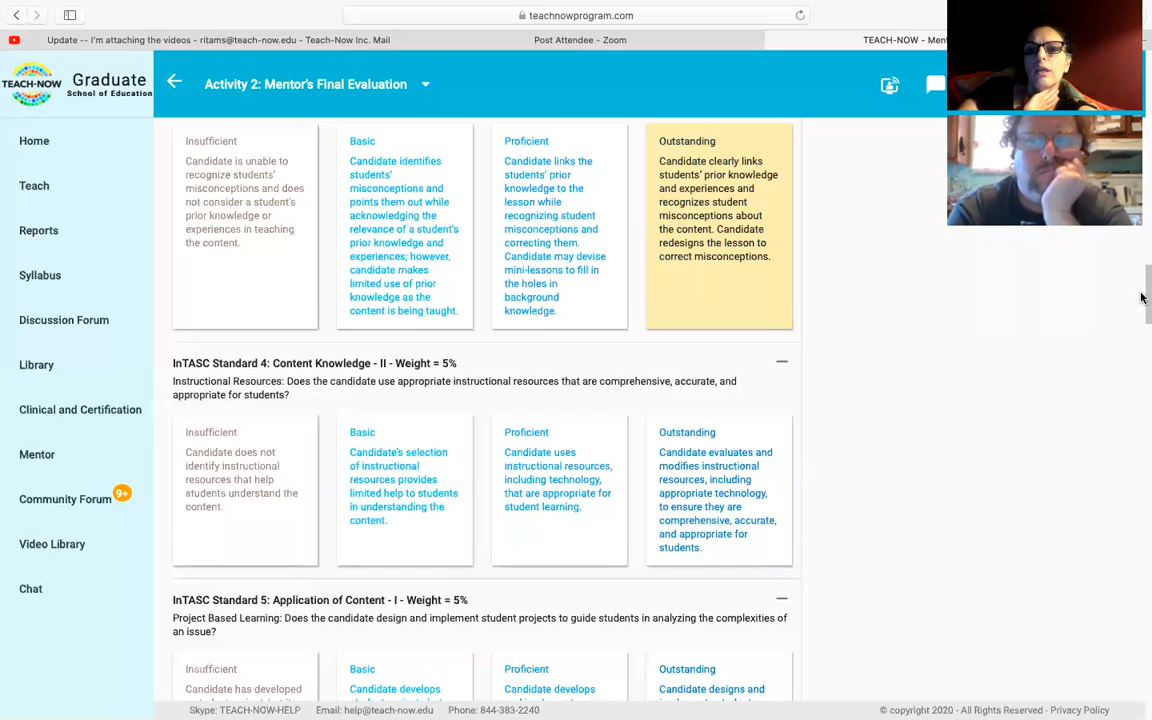 teachnowprogram.com
Update -- I'm attaching the videos - ritams@teach-now.edu - Teach-Now Inc. Mail
Post Attendee - Zoom
TEACH-NOW - Men
TEACH-NOW
Graduate
School of Education
Activity 2: Mentor's Final Evaluation
Home
Teach
Reports
Syllabus
Discussion Forum
Library
Clinical and Certification
Mentor
Community Forum
9+
Video Library
Chat
Insufficient
Candidate is unable to
recognize students'
misconceptions and does
not consider a student's
prior knowledge or
experiences in teaching
the content.
Basic
Candidate identifies
students'
misconceptions and
points them out while
acknowledging the
relevance of a student's
prior knowledge and
experiences; however,
candidate makes
limited use of prior
knowledge as the
content is being taught.
Proficient
Candidate links the
students' prior
knowledge to the
lesson while
recognizing student
misconceptions and
correcting them.
Candidate may devise
mini-lessons to fill in
the holes in
background
knowledge.
Outstanding
Candidate clearly links
students' prior knowledge
and experiences and
recognizes student
misconceptions about
the content. Candidate
redesigns the lesson to
correct misconceptions.
InTASC Standard 4: Content Knowledge - II - Weight = 5%
Instructional Resources: Does the candidate use appropriate instructional resources that are comprehensive, accurate, and
appropriate for students?
Insufficient
Candidate does not
identify instructional
resources that help
students understand the
content.
Basic
Candidate's selection
of instructional
resources provides
limited help to students
in understanding the
content.
Proficient
Candidate uses
instructional resources,
including technology,
that are appropriate for
student learning.
Outstanding
Candidate evaluates and
modifies instructional
resources, including
appropriate technology,
to ensure they are
comprehensive, accurate,
and appropriate for
students.
InTASC Standard 5: Application of Content - I - Weight = 5%
Project Based Learning: Does the candidate design and implement student projects to guide students in analyzing the complexities of
an issue?
Insufficient
Candidate has developed
Basic
Candidate develops
Proficient
Candidate develops
Outstanding
Candidate designs and
Skype: TEACH-NOW-HELP
Email: help@teach-now.edu
Phone: 844-383-2240
© copyright 2020 - All Rights Reserved - Privacy Policy